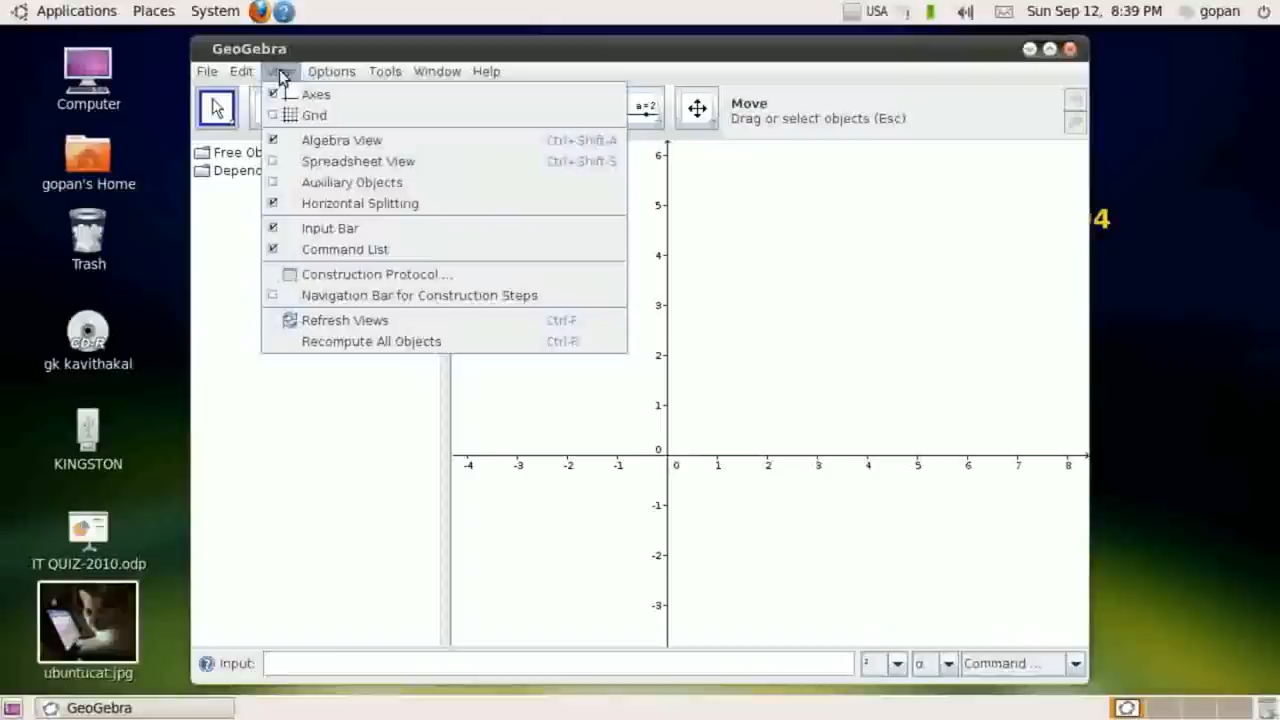 Applications Places System USA Sun Sep 12, 8:39 PM gopan
GeoGebra
File Edit View Options Tools Window Help
Axes
Grid
Algebra View Ctrl+Shift-A
Spreadsheet View Ctrl+Shift-S
Auxiliary Objects
Horizontal Splitting
Input Bar
Command List
Construction Protocol ...
Navigation Bar for Construction Steps
Refresh Views Ctrl-F
Recompute All Objects Ctrl-R
a=2
Move
Drag or select objects (Esc)
Free Ob
Depend
4
6
5
4
3
2
1
0
-4 -3 -2 -1 0 1 2 3 4 5 6 7 8
-1
-2
-3
Input: ² α Command ...
Computer
gopan's Home
Trash
CD-R
gk kavithakal
KINGSTON
IT QUIZ-2010.odp
ubuntucat.jpg
GeoGebra